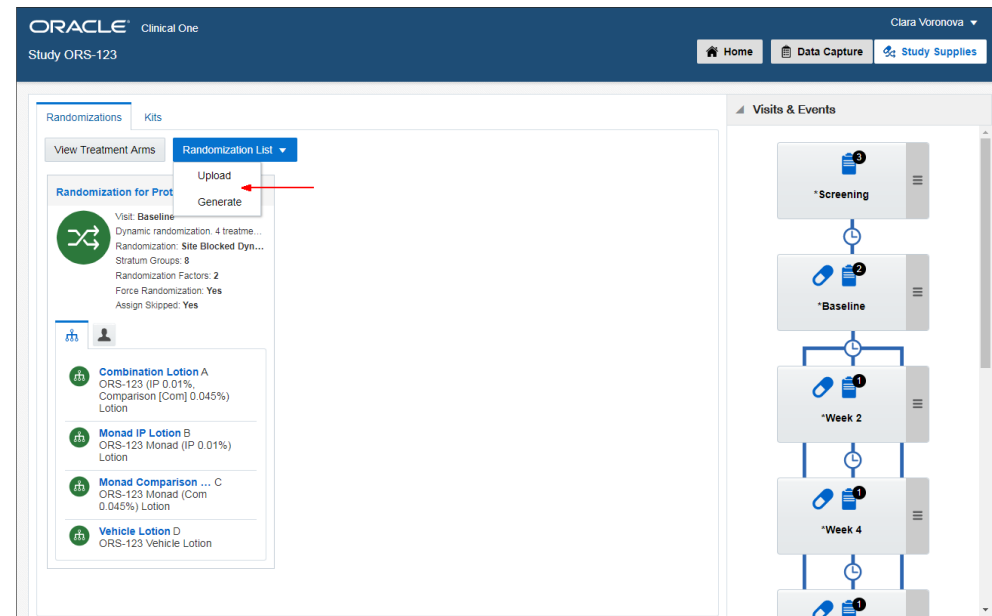 ORACLE® Clinical One
Clara Voronova
Study ORS-123
Home
Data Capture
Study Supplies
Randomizations
Kits
View Treatment Arms
Randomization List
Upload
Generate
Randomization for Prot
Visit: Baseline
Dynamic randomization. 4 treatme...
Randomization: Site Blocked Dyn...
Stratum Groups: 8
Randomization Factors: 2
Force Randomization: Yes
Assign Skipped: Yes
Combination Lotion A
ORS-123 (IP 0.01%,
Comparison [Com] 0.045%)
Lotion
Monad IP Lotion B
ORS-123 Monad (IP 0.01%)
Lotion
Monad Comparison ... C
ORS-123 Monad (Com
0.045%) Lotion
Vehicle Lotion D
ORS-123 Vehicle Lotion
Visits & Events
3
*Screening
2
*Baseline
1
*Week 2
1
*Week 4
1